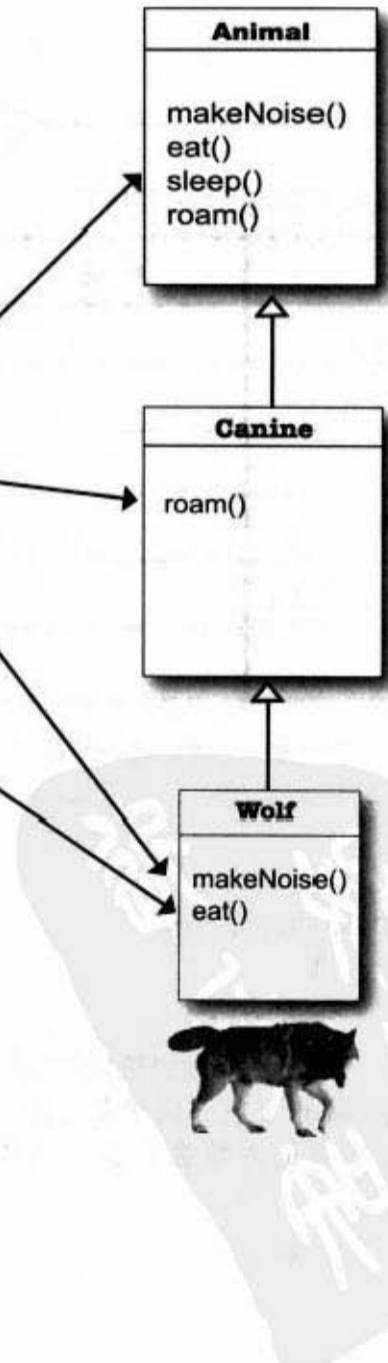 Animal
makeNoise()
eat()
sleep()
roam()
Canine
roam()
Wolf
makeNoise()
eat()